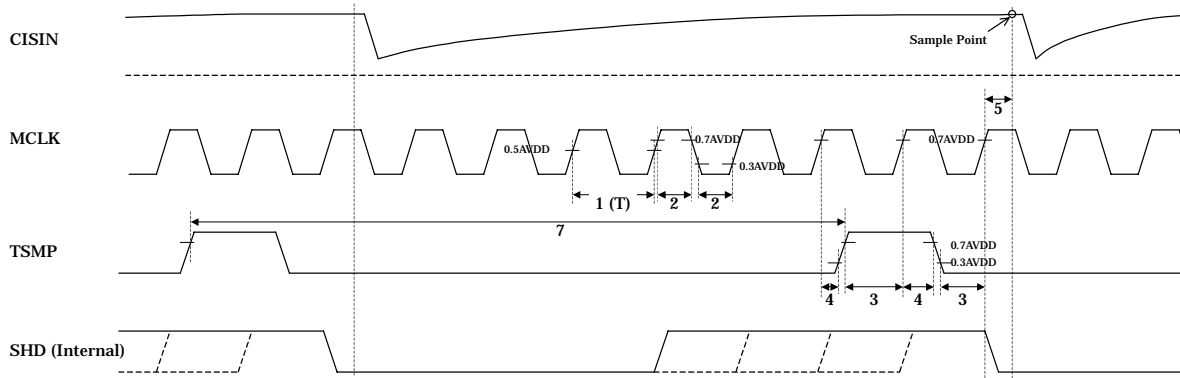 CISIN
Sample Point
5
MCLK
0.5AVDD
0.7AVDD
0.3AVDD
0.7AVDD
1 (T)
2
2
7
TSMP
0.7AVDD
0.3AVDD
4
3
4
3
SHD (Internal)